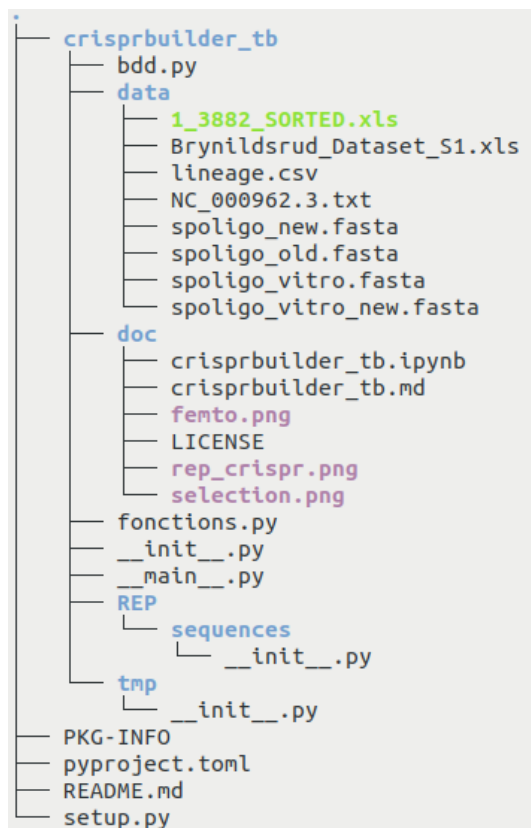 .
crisprbuilder_tb
bdd.py
data
1_3882_SORTED.xls
Brynildsrud_Dataset_S1.xls
lineage.csv
NC_000962.3.txt
spoligo_new.fasta
spoligo_old.fasta
spoligo_vitro.fasta
spoligo_vitro_new.fasta
doc
crisprbuilder_tb.ipynb
crisprbuilder_tb.md
femto.png
LICENSE
rep_crispr.png
selection.png
fonctions.py
__init__.py
__main__.py
REP
sequences
__init__.py
tmp
__init__.py
PKG-INFO
pyproject.toml
README.md
setup.py